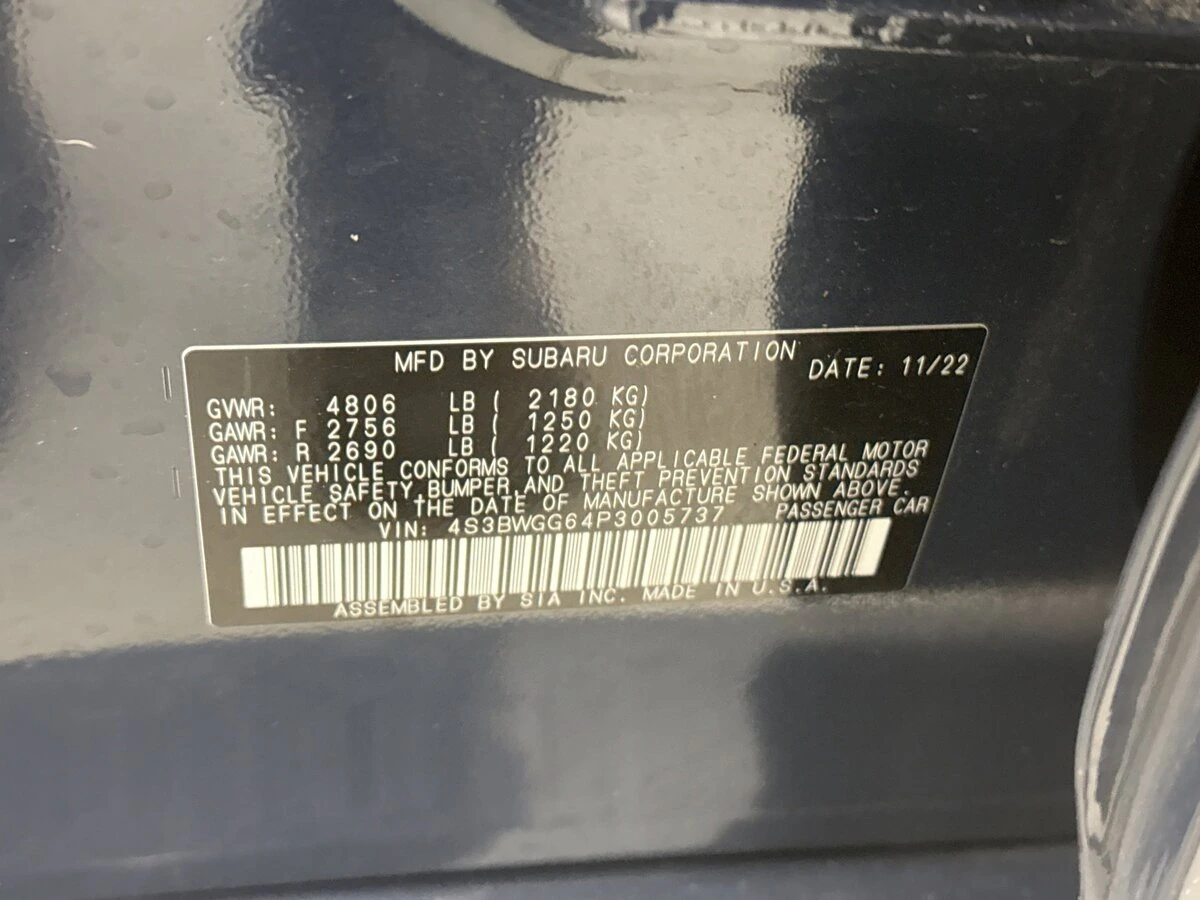 MFD BY SUBARU CORPORATION DATE: 11/22
GVWR: 4806 LB ( 2180 KG)
GAWR: F 2756 LB ( 1250 KG)
GAWR: R 2690 LB ( 1220 KG)
THIS VEHICLE CONFORMS TO ALL APPLICABLE FEDERAL MOTOR
VEHICLE SAFETY, BUMPER AND THEFT PREVENTION STANDARDS
IN EFFECT ON THE DATE OF MANUFACTURE SHOWN ABOVE.
VIN: 4S3BWGG64P3005737 PASSENGER CAR
ASSEMBLED BY SIA INC. MADE IN U.S.A.